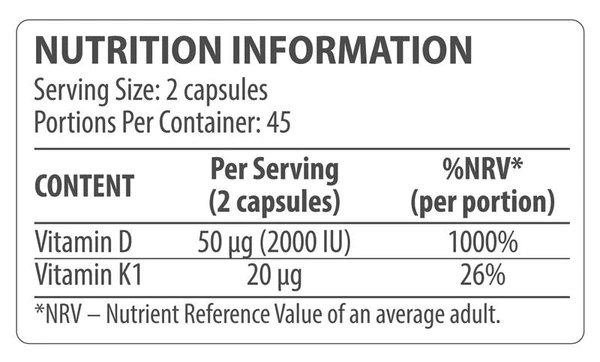 NUTRITION INFORMATION
Serving Size: 2 capsules
Portions Per Container: 45
CONTENT Per Serving (2 capsules) %NRV* (per portion)
Vitamin D 50 µg (2000 IU) 1000%
Vitamin K1 20 µg 26%
*NRV – Nutrient Reference Value of an average adult.